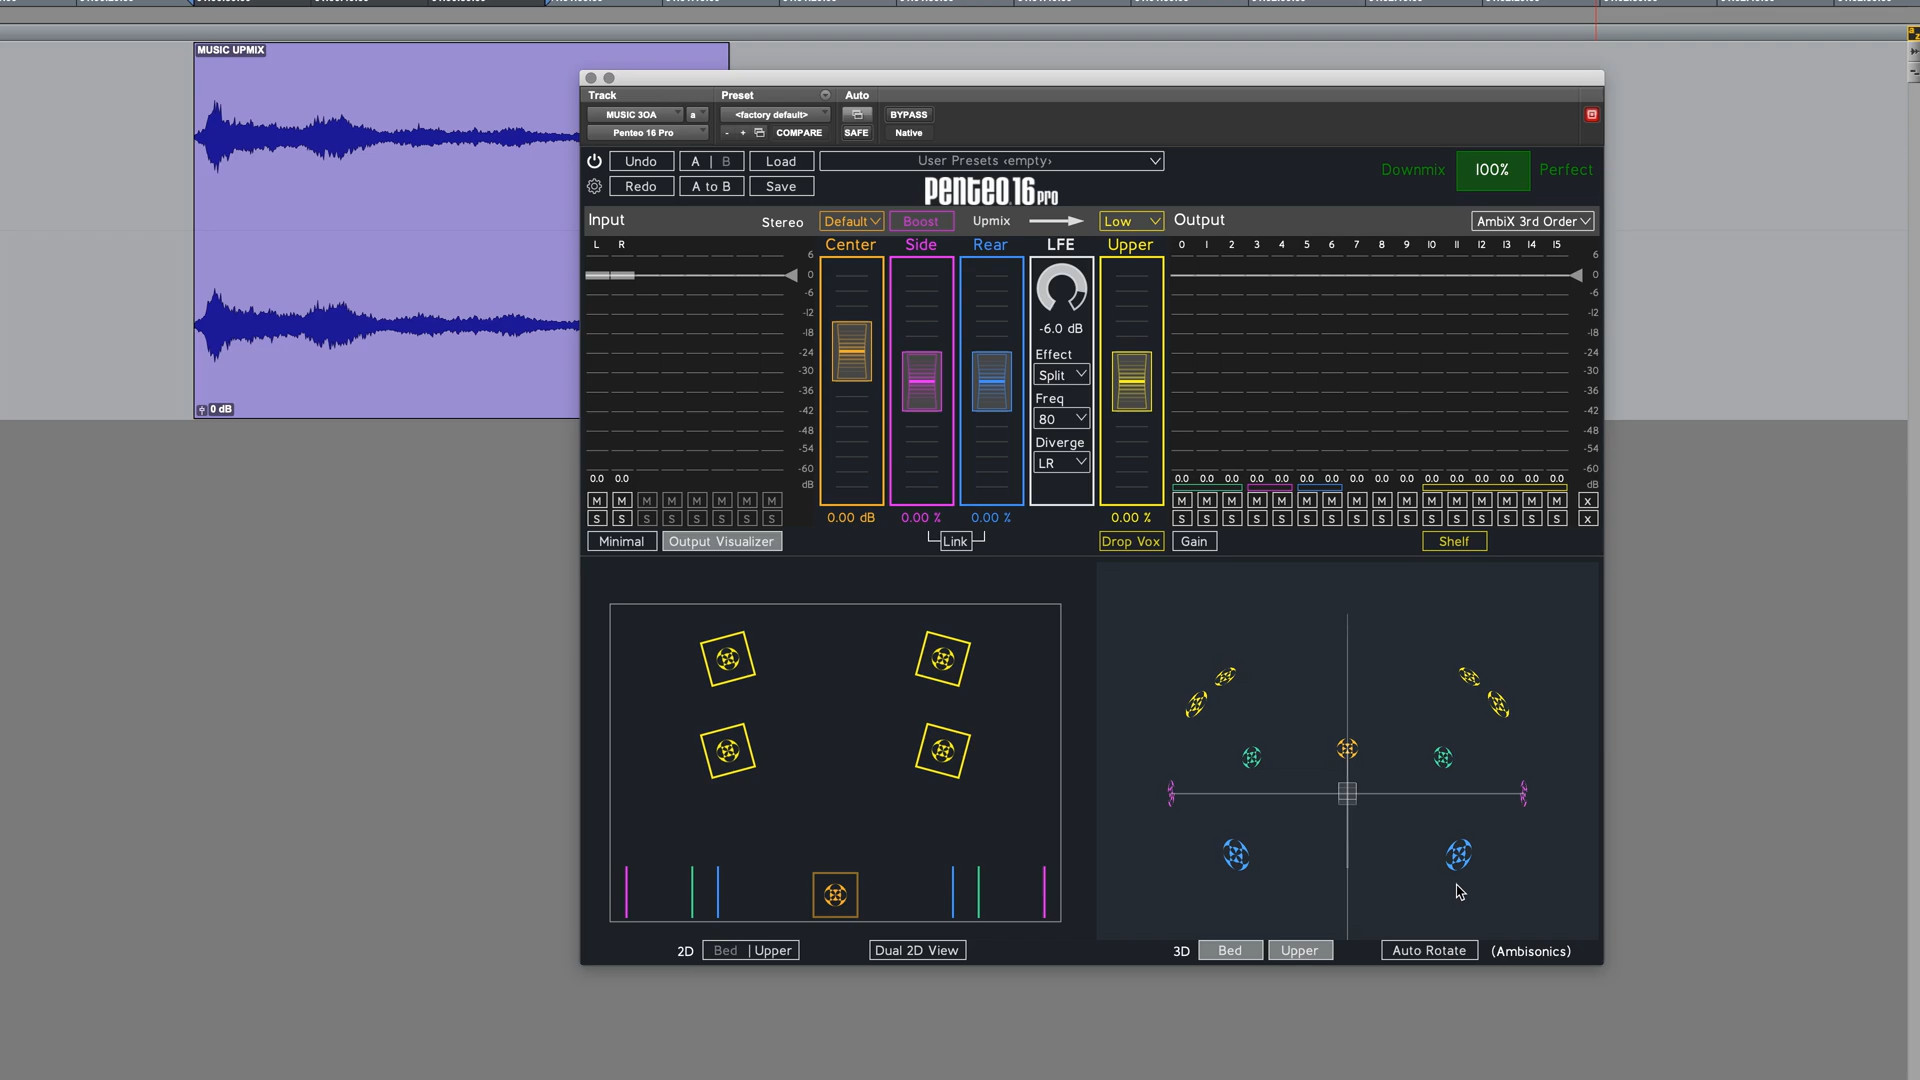 MUSIC UPMIX
0 dB
Track Preset Auto
MUSIC 3OA a <factory default> BYPASS
Penteo 16 Pro - + COMPARE SAFE Native
Undo A | B Load User Presets ‹empty› Downmix 100% Perfect
Redo A to B Save penteo.16 pro
Input Stereo Default Boost Upmix Low Output AmbiX 3rd Order
L R Center Side Rear LFE Upper 0 1 2 3 4 5 6 7 8 9 10 11 12 13 14 15
6 6
0 0
-6 -6
-12 -12
-18 -6.0 dB -18
-24 Effect -24
-30 Split -30
-36 Freq -36
-42 80 -42
-48 Diverge -48
-54 LR -54
-60 -60
0.0 0.0 dB 0.0 0.0 0.0 0.0 0.0 0.0 0.0 0.0 0.0 0.0 0.0 0.0 0.0 0.0 0.0 0.0 dB
M M M M M M M M M M M M M M M M M M M M M M M M x
S S S S S S S S S S S S S S S S S S S S S S S S x
0.00 dB 0.00 % 0.00 % 0.00 %
Minimal Output Visualizer Link Drop Vox Gain Shelf
2D Bed | Upper Dual 2D View 3D Bed Upper Auto Rotate (Ambisonics)